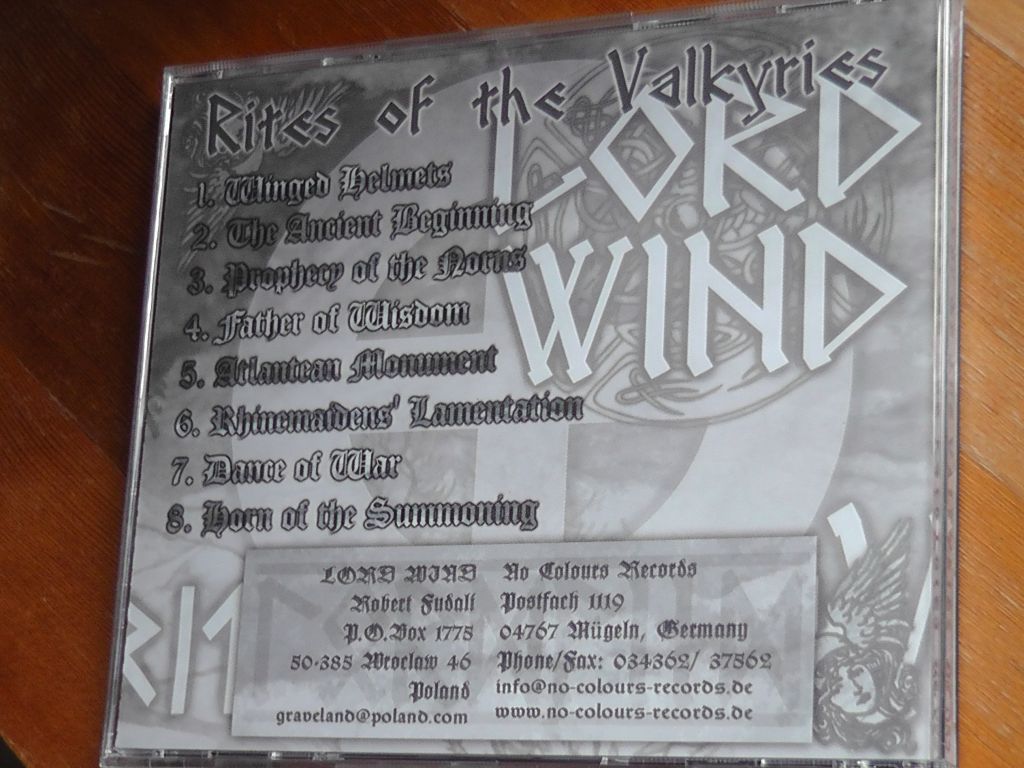 Rites of the Valkyries
LORD
WIND
1. Winged Helmets
2. The Ancient Beginning
3. Prophecy of the Norns
4. Father of Wisdom
5. Atlantean Monument
6. Rhinemaidens' Lamentation
7. Dance of War
8. Horn of the Summoning
LORD WIND
Robert Fudali
P.O.Box 1775
50-385 Wroclaw 46
Poland
graveland@poland.com
No Colours Records
Postfach 1119
04767 Mügeln, Germany
Phone/Fax: 034362/ 37562
info@no-colours-records.de
www.no-colours-records.de